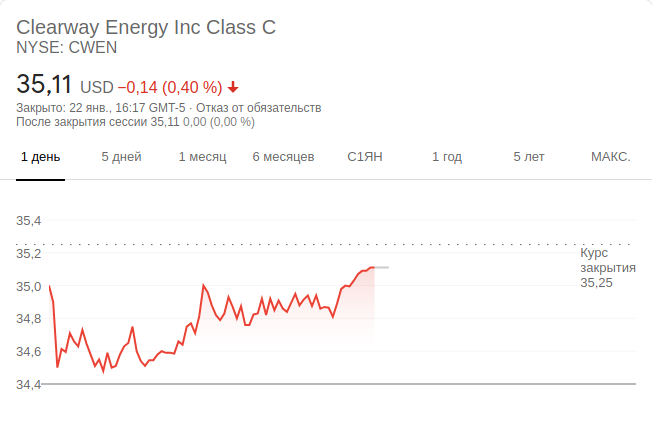 Clearway Energy Inc Class C
NYSE: CWEN
35,11 USD −0,14 (0,40 %)
Закрыто: 22 янв., 16:17 GMT-5 · Отказ от обязательств
После закрытия сессии 35,11 0,00 (0,00 %)
1 день 5 дней 1 месяц 6 месяцев С1ЯН 1 год 5 лет МАКС.
35,4
35,2
35,0
34,8
34,6
34,4
Курс
закрытия
35,25